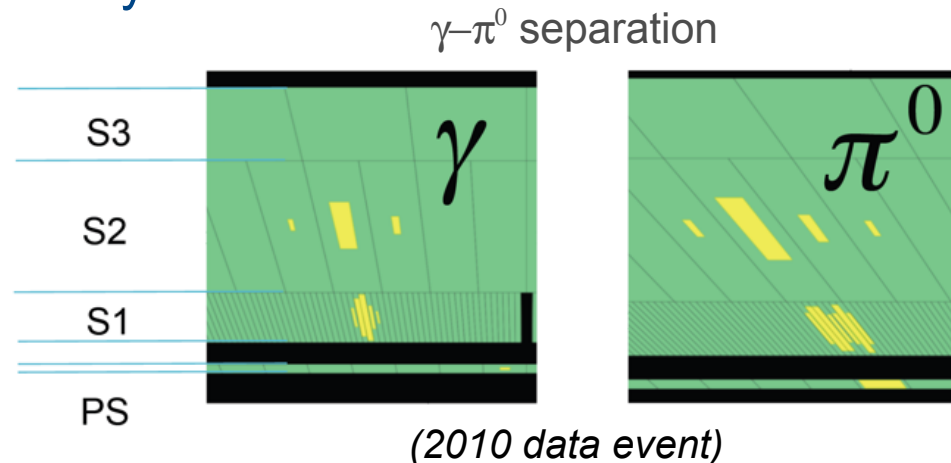 γ–π⁰ separation
γ
π⁰
S3
S2
S1
PS
(2010 data event)